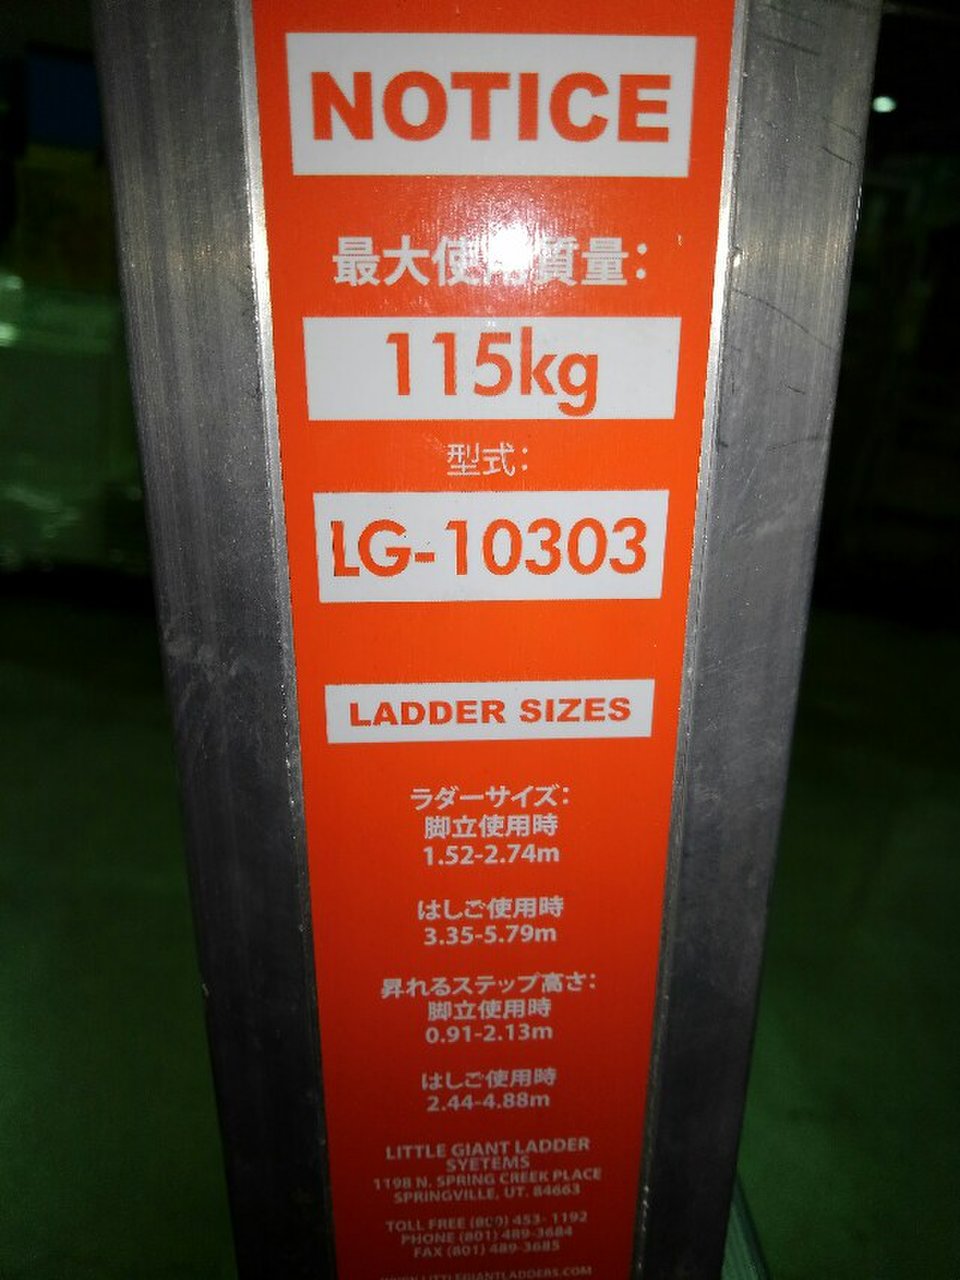 NOTICE
最大使用質量:
115kg
型式:
LG-10303
LADDER SIZES
ラダーサイズ:
脚立使用時
1.52-2.74m
はしご使用時
3.35-5.79m
昇れるステップ高さ:
脚立使用時
0.91-2.13m
はしご使用時
2.44-4.88m
LITTLE GIANT LADDER
SYETEMS
1198 N. SPRING CREEK PLACE
SPRINGVILLE, UT. 84663
TOLL FREE (800) 453- 1192
PHONE (801) 489-3684
FAX (801) 489-3685
WWW.LITTLEGIANTLADDERS.COM